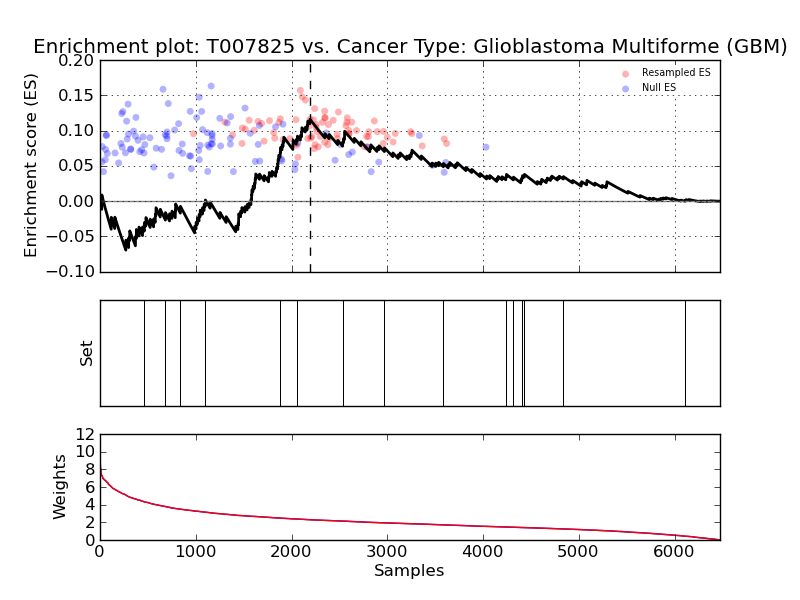 Enrichment plot: T007825 vs. Cancer Type: Glioblastoma Multiforme (GBM)
Enrichment score (ES)
0.20
0.15
0.10
0.05
0.00
−0.05
−0.10
Resampled ES
Null ES
Set
Weights
12
10
8
6
4
2
0
0 1000 2000 3000 4000 5000 6000
Samples